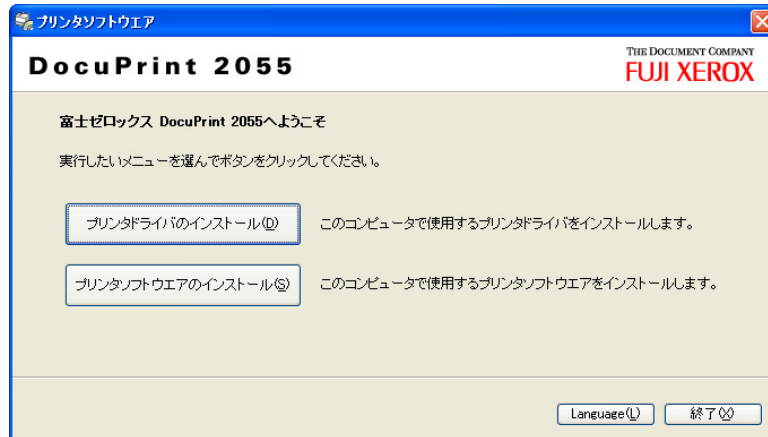 プリンタソフトウエア
DocuPrint 2055
THE DOCUMENT COMPANY
FUJI XEROX
富士ゼロックス DocuPrint 2055へようこそ
実行したいメニューを選んでボタンをクリックしてください。
プリンタドライバのインストール(D) このコンピュータで使用するプリンタドライバをインストールします。
プリンタソフトウエアのインストール(S) このコンピュータで使用するプリンタソフトウエアをインストールします。
Language(L) 終了(X)